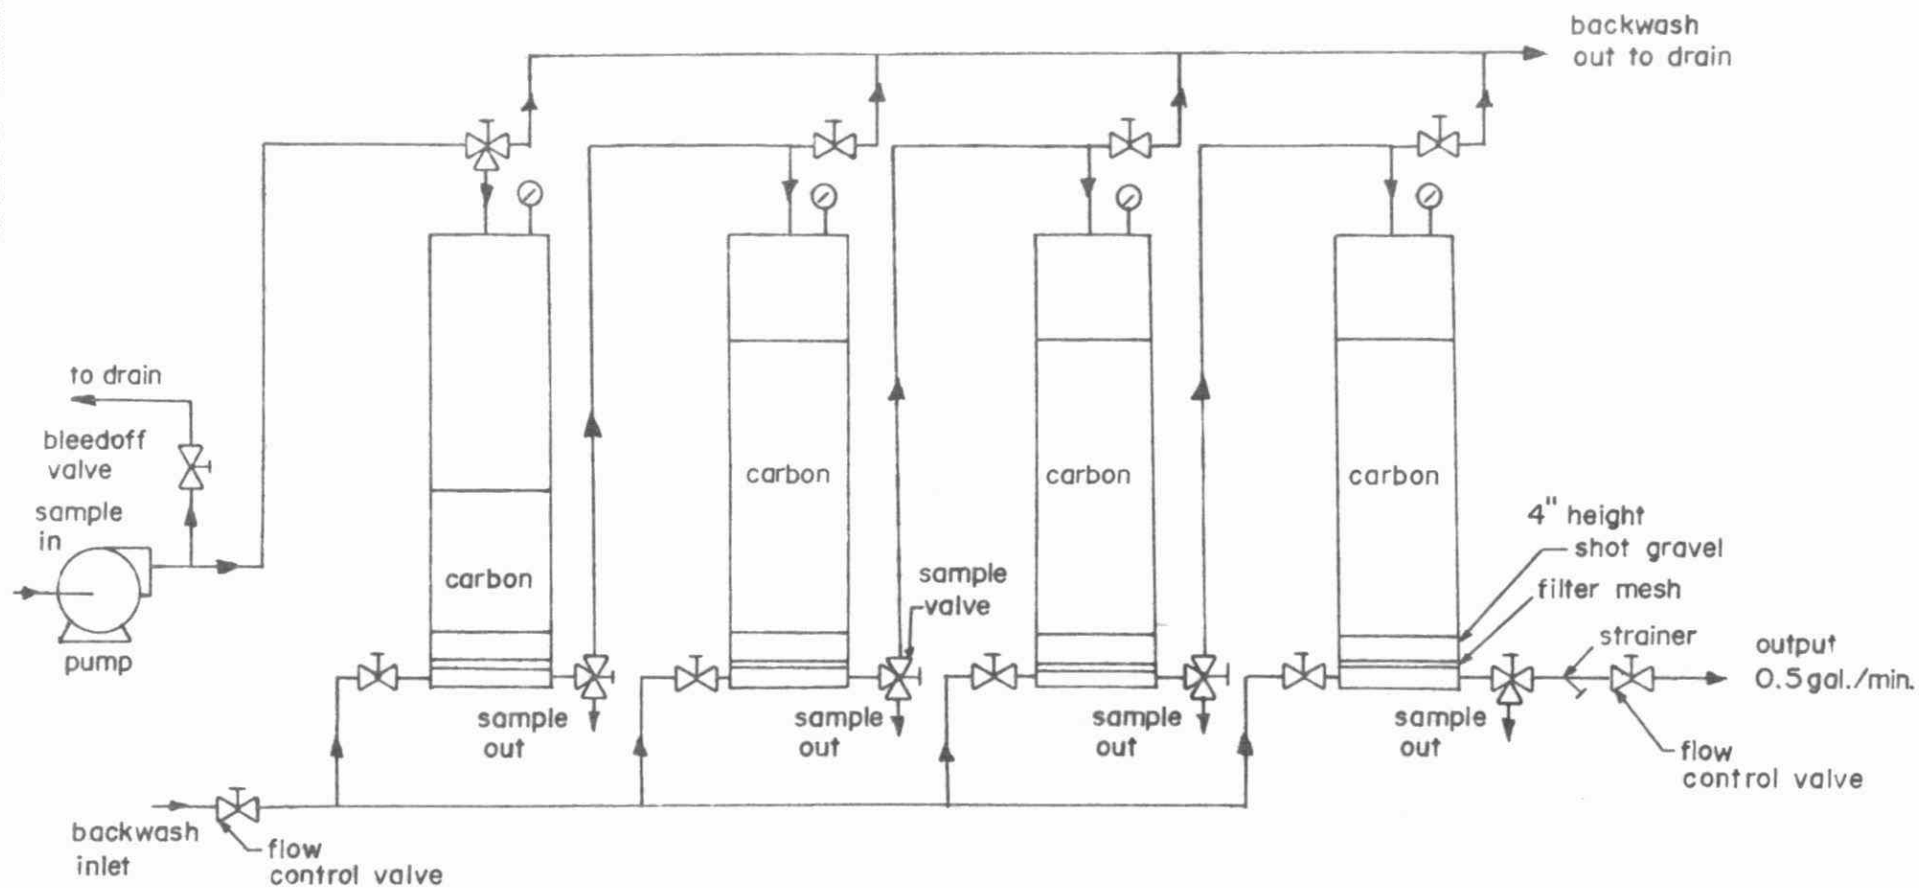 backwash
out to drain
to drain
bleedoff
valve
sample
in
pump
carbon
carbon
carbon
carbon
sample
valve
4" height
shot gravel
filter mesh
strainer
output
0.5 gal./min.
sample
out
sample
out
sample
out
sample
out
flow
control valve
backwash
inlet
flow
control valve